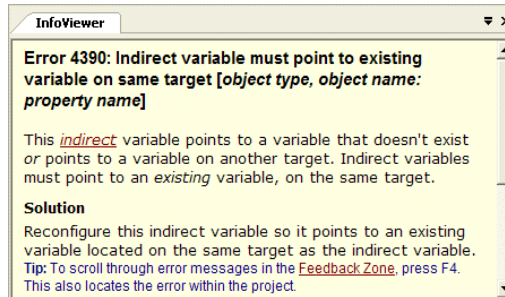 InfoViewer
Error 4390: Indirect variable must point to existing
variable on same target [object type, object name:
property name]
This indirect variable points to a variable that doesn't exist
or points to a variable on another target. Indirect variables
must point to an existing variable, on the same target.
Solution
Reconfigure this indirect variable so it points to an existing
variable located on the same target as the indirect variable.
Tip: To scroll through error messages in the Feedback Zone, press F4.
This also locates the error within the project.